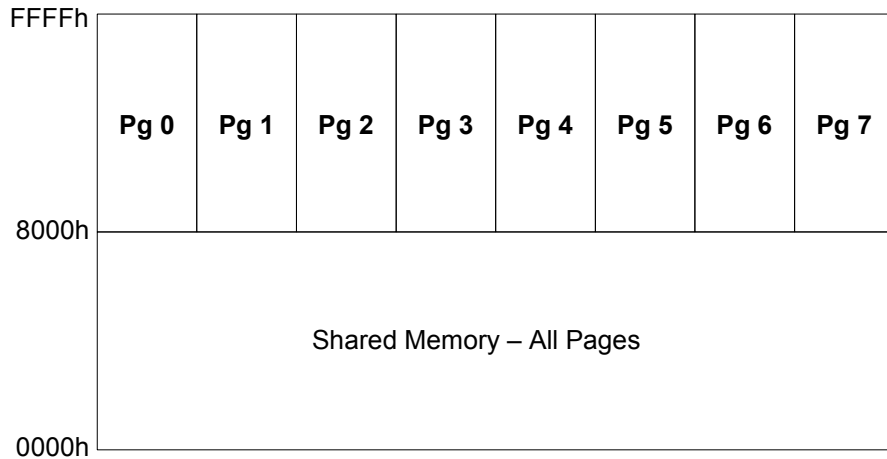 FFFFh
Pg 0 Pg 1 Pg 2 Pg 3 Pg 4 Pg 5 Pg 6 Pg 7
8000h
Shared Memory – All Pages
0000h